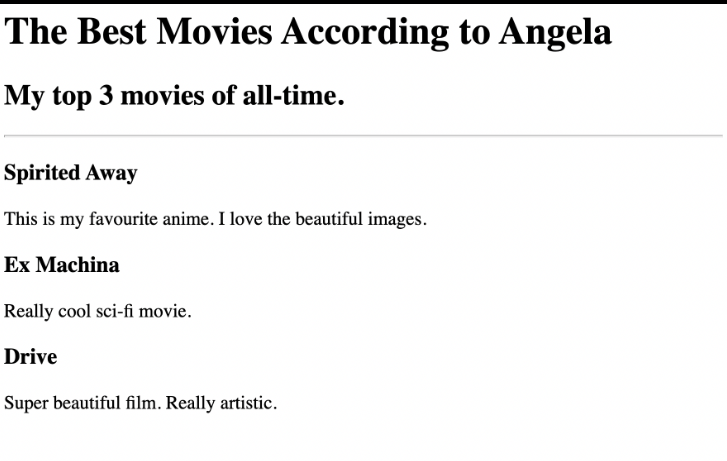 The Best Movies According to Angela
My top 3 movies of all-time.
Spirited Away
This is my favourite anime. I love the beautiful images.
Ex Machina
Really cool sci-fi movie.
Drive
Super beautiful film. Really artistic.